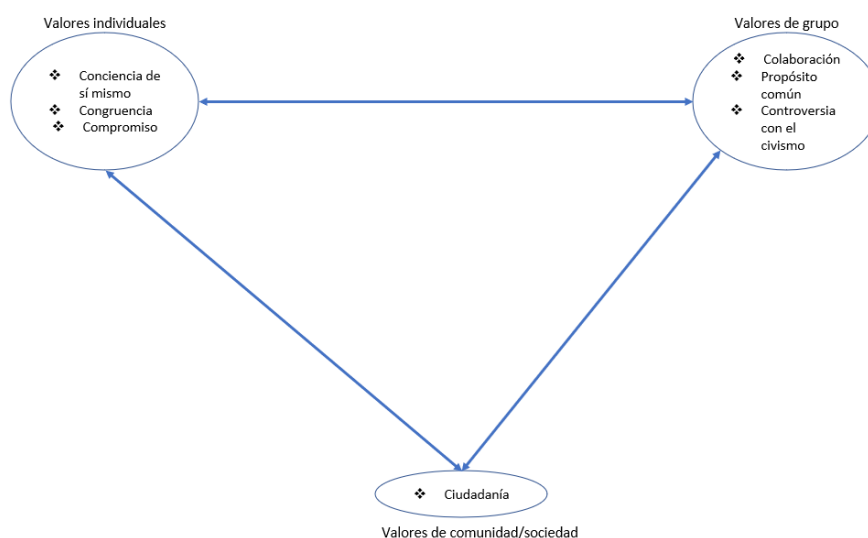 Valores individuales
❖ Conciencia de
sí mismo
❖ Congruencia
❖ Compromiso
Valores de grupo
❖ Colaboración
❖ Propósito
común
❖ Controversia
con el
civismo
❖ Ciudadanía
Valores de comunidad/sociedad